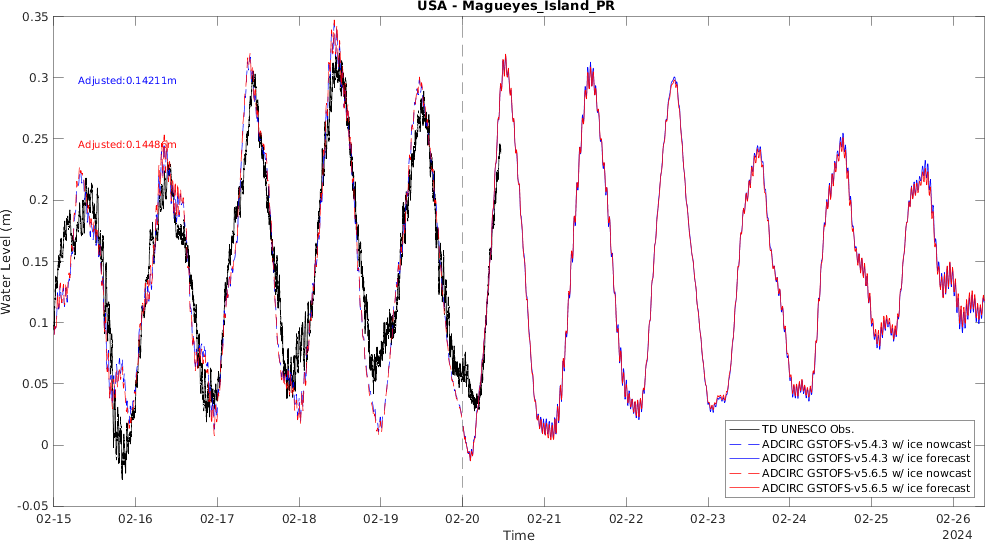 USA - Magueyes_Island_PR
0.35
0.3
0.25
0.2
0.15
0.1
0.05
0
-0.05
Water Level (m)
Adjusted:0.14211m
Adjusted:0.14486m
TD UNESCO Obs.
ADCIRC GSTOFS-v5.4.3 w/ ice nowcast
ADCIRC GSTOFS-v5.4.3 w/ ice forecast
ADCIRC GSTOFS-v5.6.5 w/ ice nowcast
ADCIRC GSTOFS-v5.6.5 w/ ice forecast
02-15 02-16 02-17 02-18 02-19 02-20 02-21 02-22 02-23 02-24 02-25 02-26
Time 2024